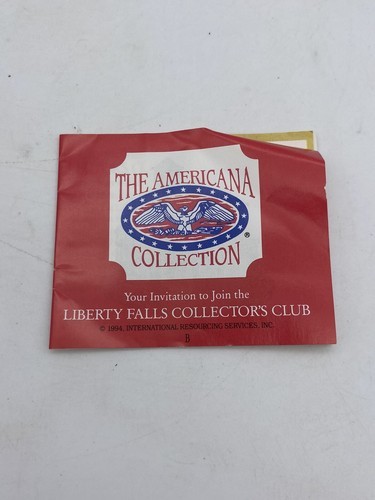 THE AMERICANA
®
COLLECTION
Your Invitation to Join the
LIBERTY FALLS COLLECTOR'S CLUB
© 1994, INTERNATIONAL RESOURCING SERVICES, INC.
B